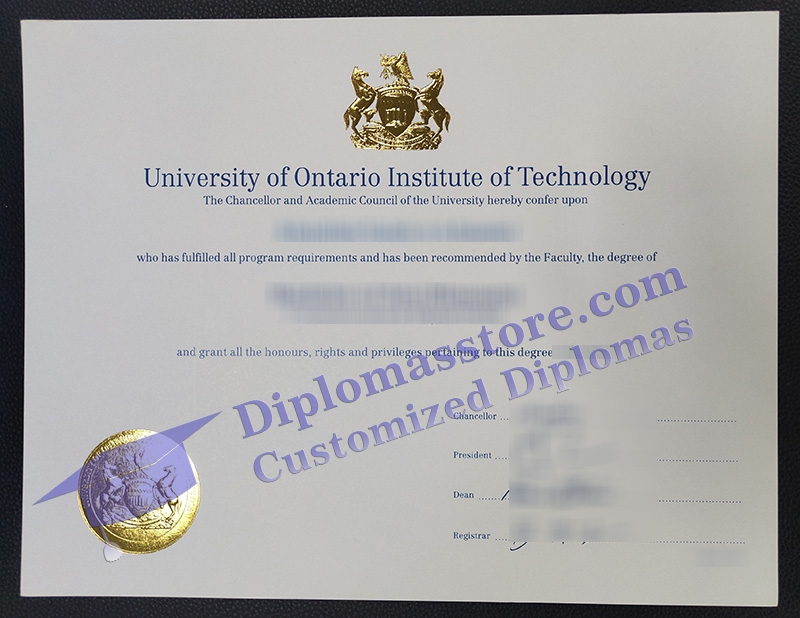 University of Ontario Institute of Technology
The Chancellor and Academic Council of the University hereby confer upon
who has fulfilled all program requirements and has been recommended by the Faculty, the degree of
and grant all the honours, rights and privileges pertaining to this degree
Diplomasstore.com
Customized Diplomas
Chancellor
President
Dean
Registrar